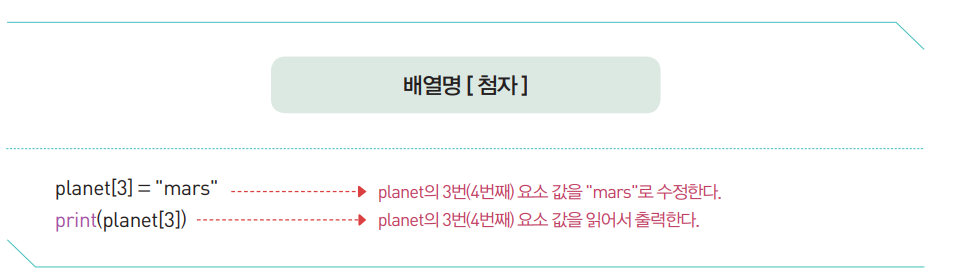 배열명 [ 첨자 ]
planet[3] = "mars" planet의 3번(4번째) 요소 값을 "mars"로 수정한다.
print(planet[3]) planet의 3번(4번째) 요소 값을 읽어서 출력한다.